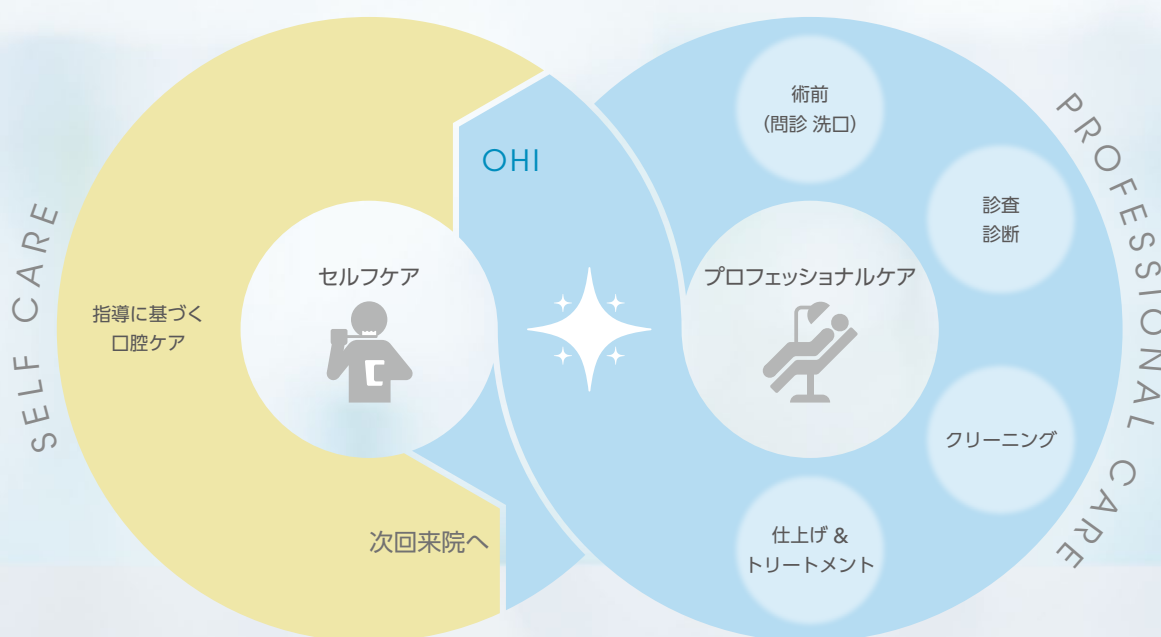 SELF CARE
指導に基づく
口腔ケア
セルフケア
OHI
次回来院へ
プロフェッショナルケア
術前
(問診 洗口)
診査
診断
クリーニング
仕上げ &
トリートメント
PROFESSIONAL CARE